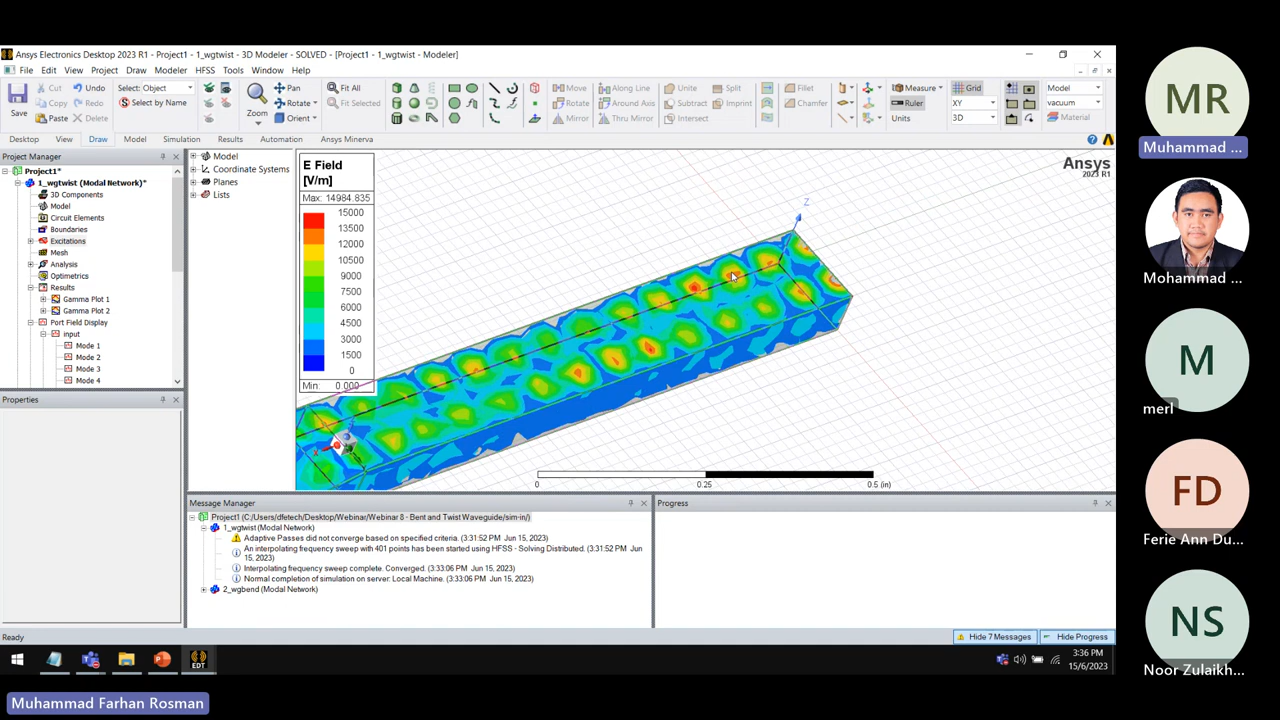 Ansys Electronics Desktop 2023 R1 - Project1 - 1_wgtwist - 3D Modeler - SOLVED - [Project1 - 1_wgtwist - Modeler]
File Edit View Project Draw Modeler HFSS Tools Window Help
Save
Cut
Copy
Paste
Undo
Redo
Delete
Select: Object
Select by Name
Zoom
Pan
Rotate
Orient
Fit All
Fit Selected
Move
Rotate
Mirror
Along Line
Around Axis
Thru Mirror
Unite
Subtract
Intersect
Split
Imprint
Fillet
Chamfer
Measure
Ruler
Units
Grid
XY
3D
Model
vacuum
Material
Desktop View Draw Model Simulation Results Automation Ansys Minerva
Project Manager
Project1*
1_wgtwist (Modal Network)*
3D Components
Model
Circuit Elements
Boundaries
Excitations
Mesh
Analysis
Optimetrics
Results
Gamma Plot 1
Gamma Plot 2
Port Field Display
input
Mode 1
Mode 2
Mode 3
Mode 4
Properties
Model
Coordinate Systems
Planes
Lists
E Field
[V/m]
Max: 14984.835
15000
13500
12000
10500
9000
7500
6000
4500
3000
1500
0
Min: 0.000
Ansys
2023 R1
Z
X
0 0.25 0.5 (in)
Message Manager
Project1 (C:/Users/dfetech/Desktop/Webinar/Webinar 8 - Bent and Twist Waveguide/sim-in/)
1_wgtwist (Modal Network)
Adaptive Passes did not converge based on specified criteria. (3:31:52 PM Jun 15, 2023)
An interpolating frequency sweep with 401 points has been started using HFSS - Solving Distributed. (3:31:52 PM Jun
15, 2023)
Interpolating frequency sweep complete. Converged. (3:33:06 PM Jun 15, 2023)
Normal completion of simulation on server: Local Machine. (3:33:06 PM Jun 15, 2023)
2_wgbend (Modal Network)
Progress
Ready
Hide 7 Messages
Hide Progress
EDT
3:36 PM
15/6/2023
Muhammad Farhan Rosman
MR
Muhammad ...
Mohammad ...
M
merl
FD
Ferie Ann Du...
NS
Noor Zulaikh...